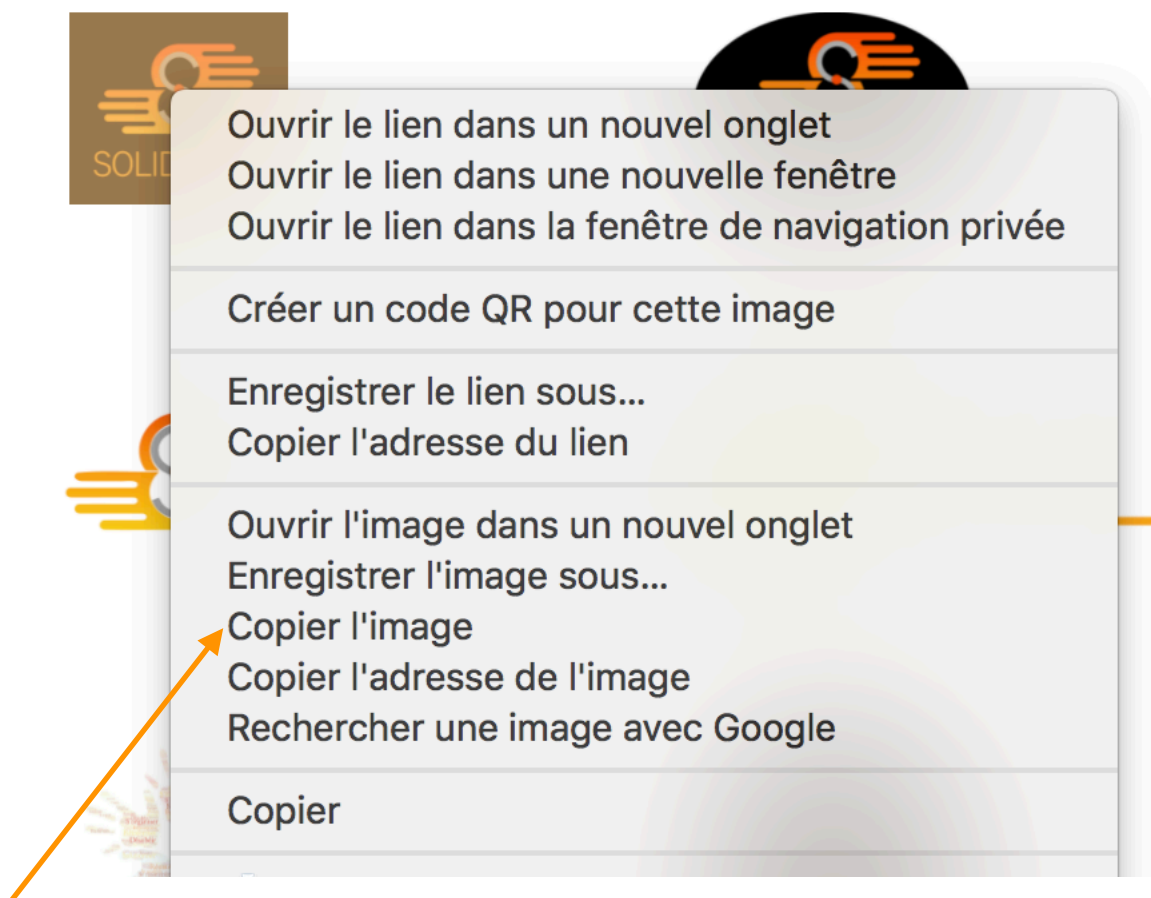 SOLID
Ouvrir le lien dans un nouvel onglet
Ouvrir le lien dans une nouvelle fenêtre
Ouvrir le lien dans la fenêtre de navigation privée
Créer un code QR pour cette image
Enregistrer le lien sous...
Copier l'adresse du lien
Ouvrir l'image dans un nouvel onglet
Enregistrer l'image sous...
Copier l'image
Copier l'adresse de l'image
Rechercher une image avec Google
Copier